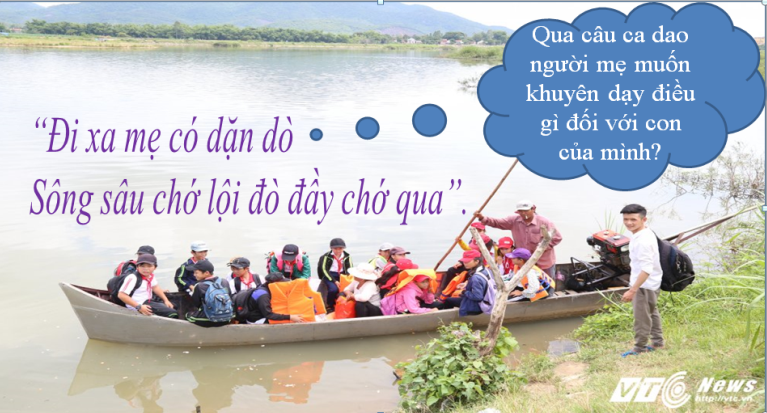 “Đi xa mẹ có dặn dò
Sông sâu chớ lội đò đầy chớ qua”.
Qua câu ca dao
người mẹ muốn
khuyên dạy điều
gì đối với con
của mình?
VTC News
http://vtc.vn